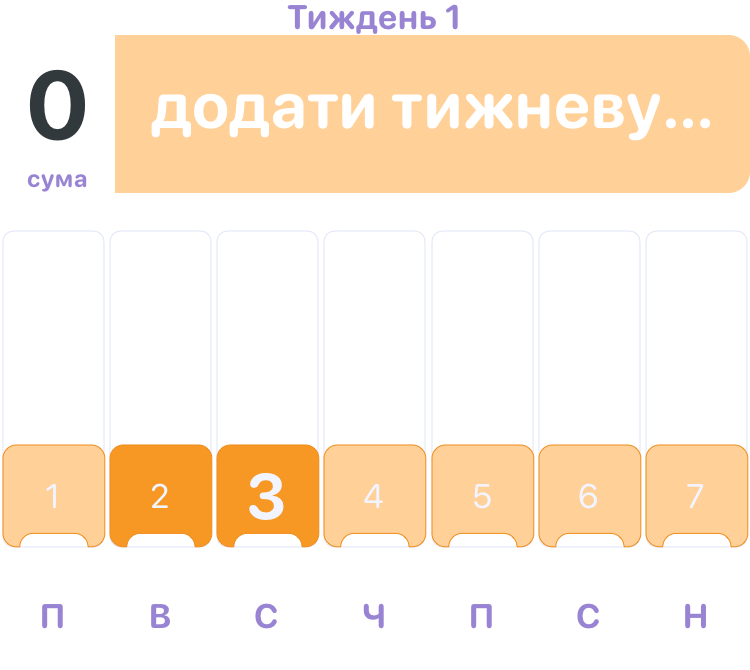 Тиждень 1
0
додати тижневу...
сума
1 2 3 4 5 6 7
П В С Ч П С Н